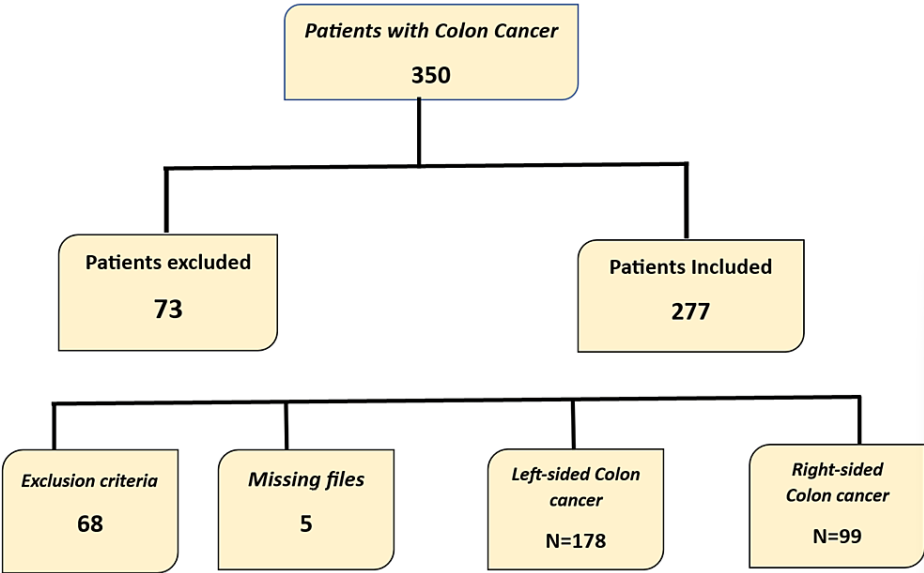 Patients with Colon Cancer
350
Patients excluded
73
Patients Included
277
Exclusion criteria
68
Missing files
5
Left-sided Colon
cancer
N=178
Right-sided
Colon cancer
N=99